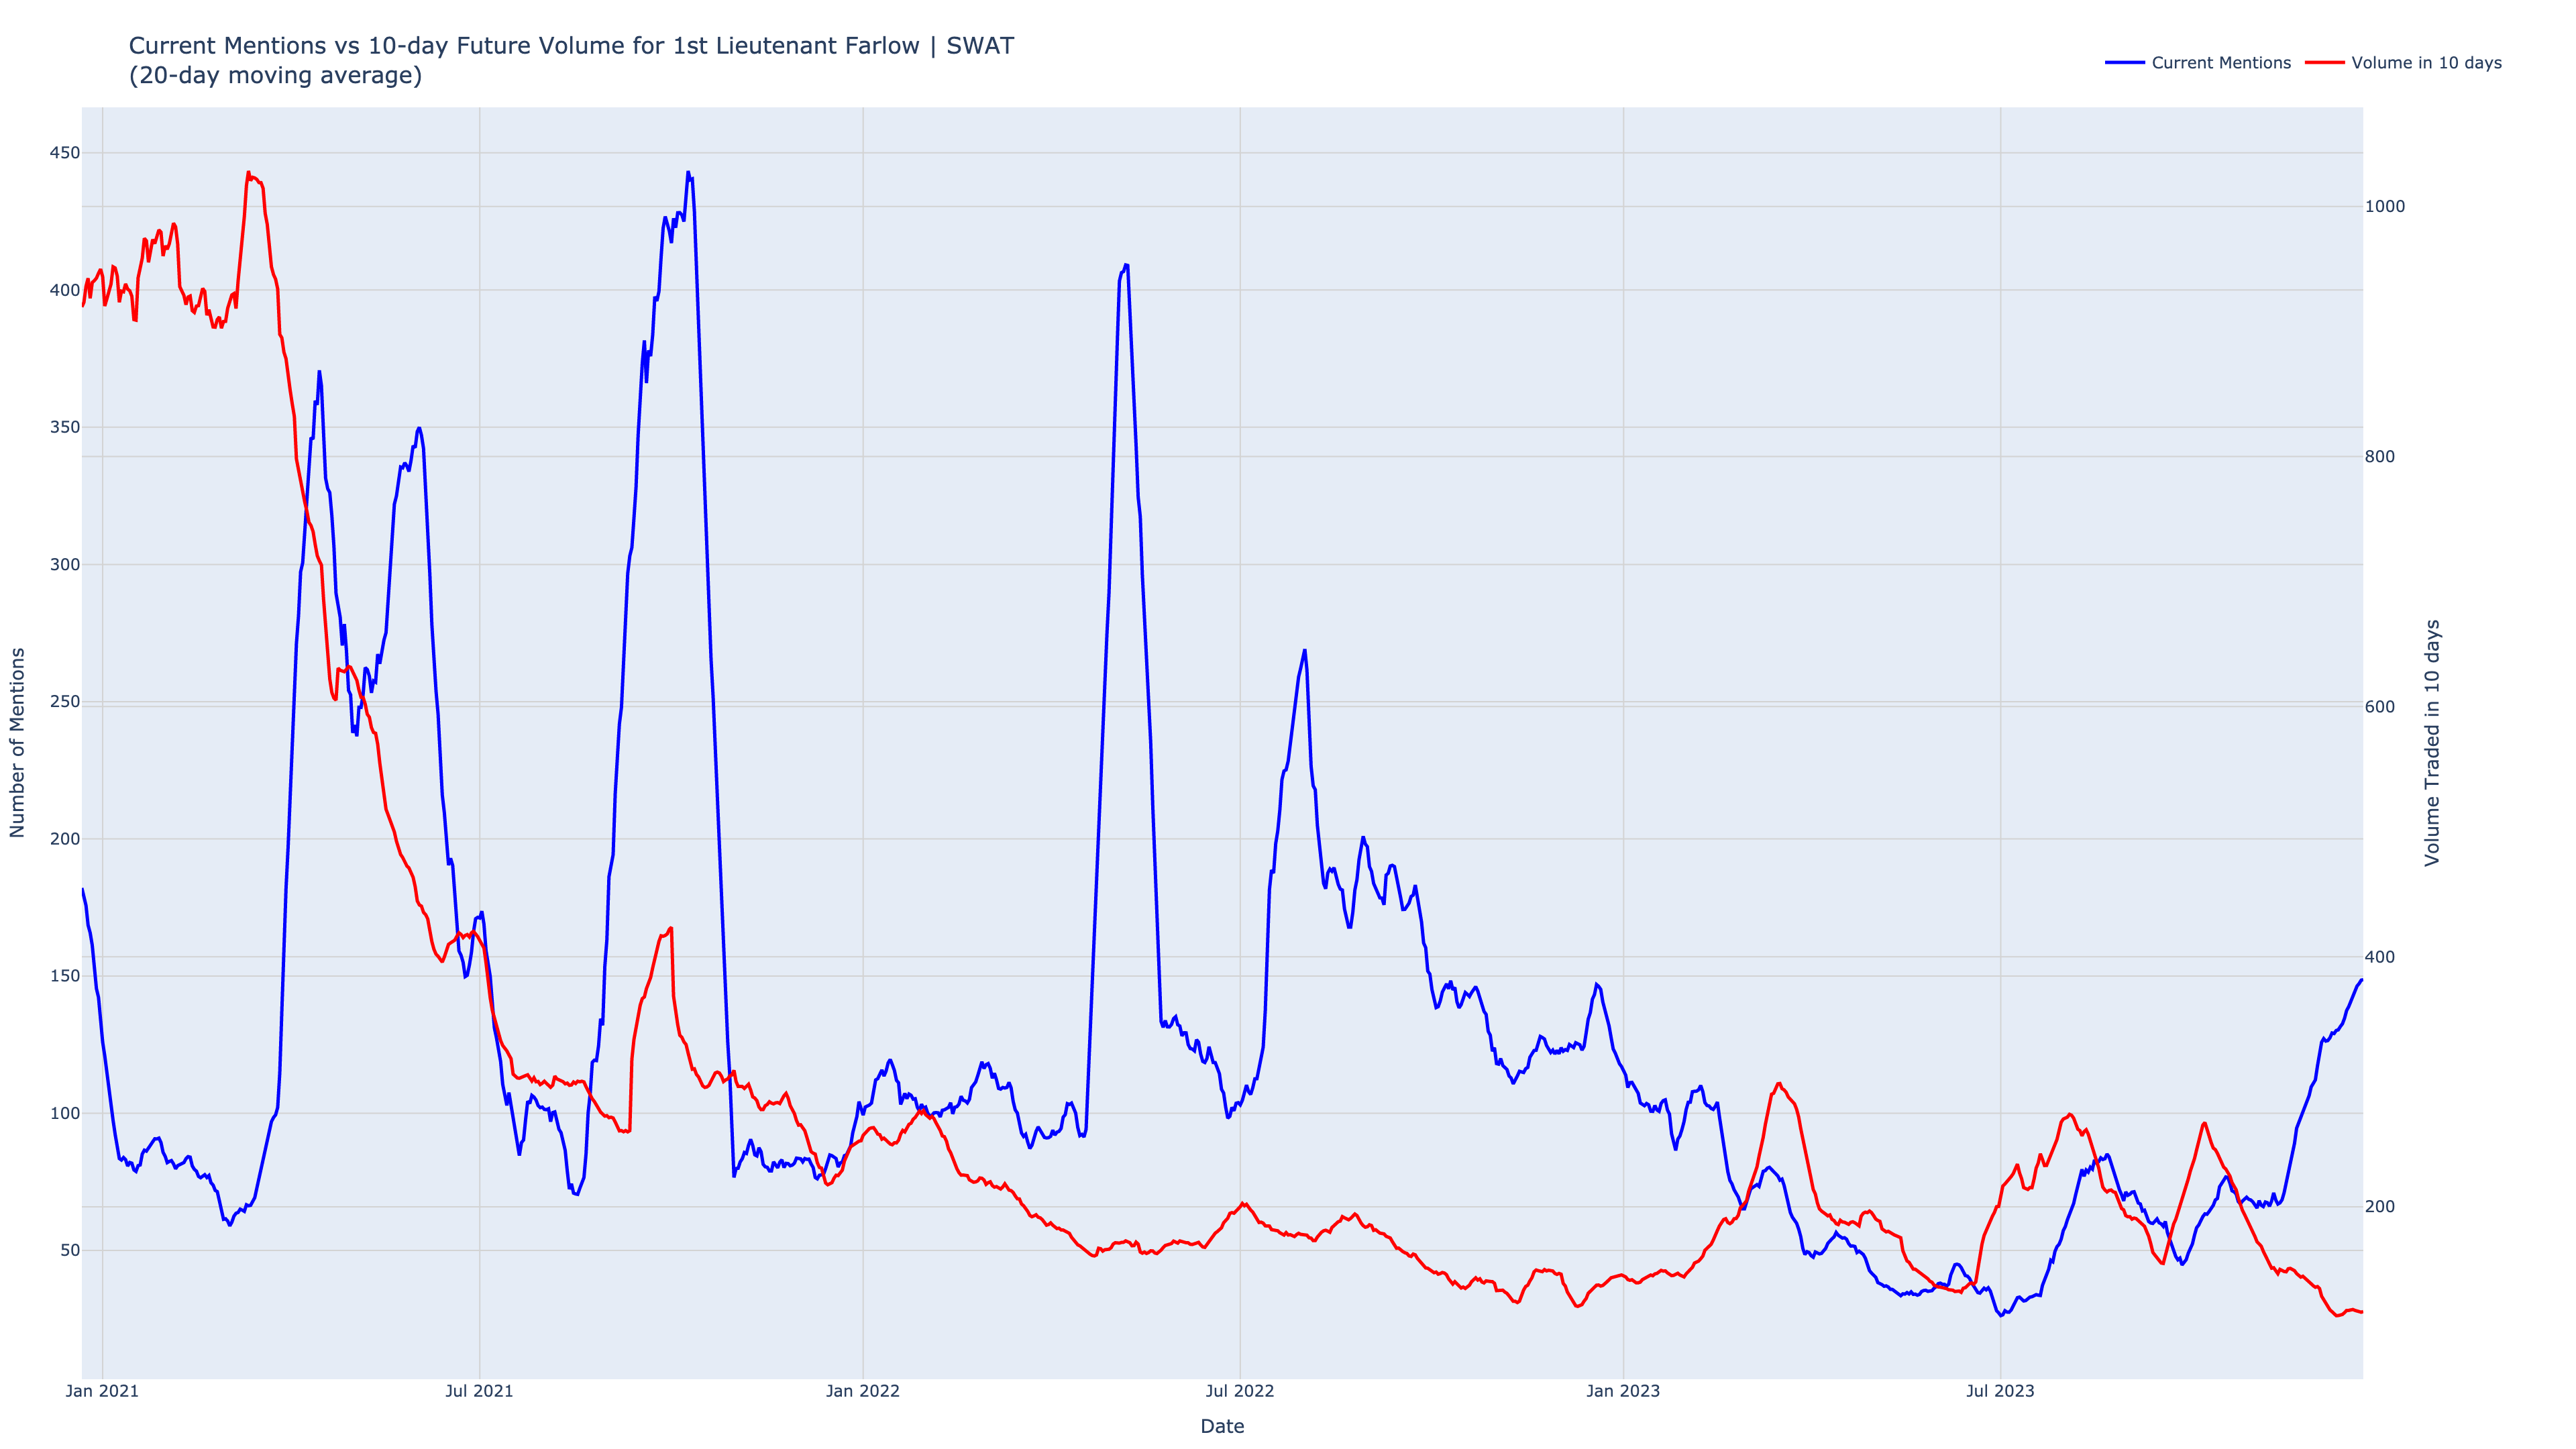 Current Mentions vs 10-day Future Volume for 1st Lieutenant Farlow | SWAT
(20-day moving average)
Current Mentions
Volume in 10 days
450
400
350
300
250
200
150
100
50
Number of Mentions
1000
800
600
400
200
Volume Traded in 10 days
Jan 2021
Jul 2021
Jan 2022
Jul 2022
Jan 2023
Jul 2023
Date